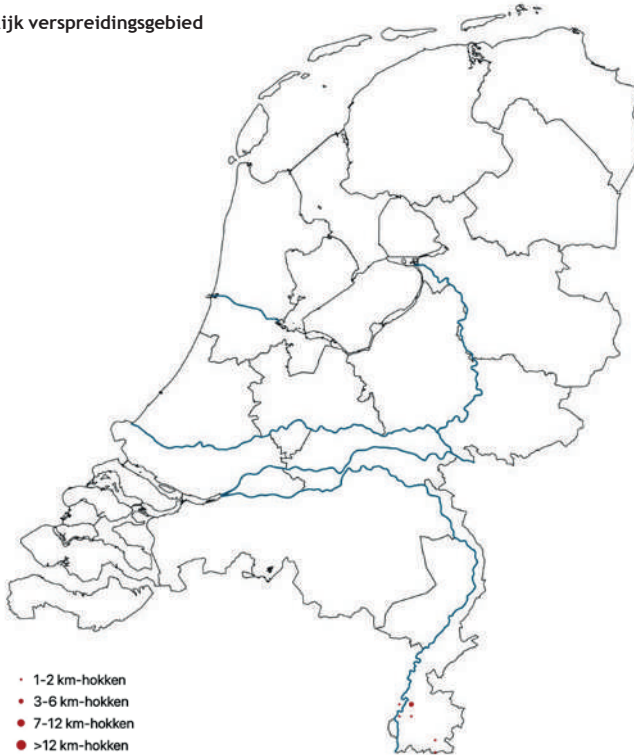 ijk verspreidingsgebied
1-2 km-hokken
3-6 km-hokken
7-12 km-hokken
>12 km-hokken